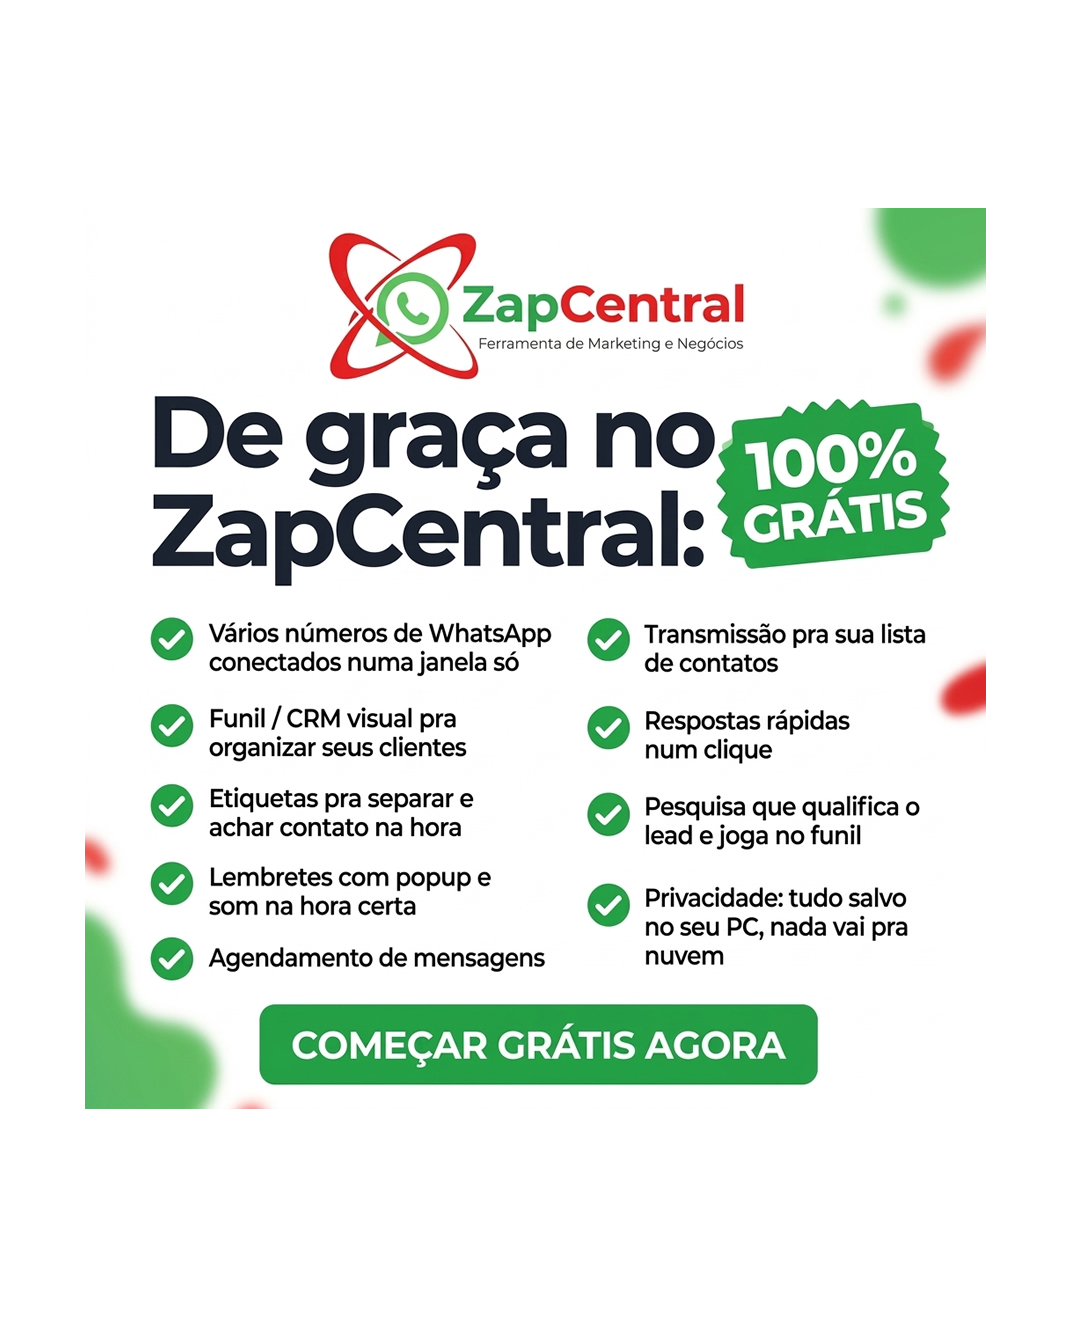 ZapCentral
Ferramenta de Marketing e Negócios
De graça no
ZapCentral:
100%
GRÁTIS
Vários números de WhatsApp
conectados numa janela só
Funil / CRM visual pra
organizar seus clientes
Etiquetas pra separar e
achar contato na hora
Lembretes com popup e
som na hora certa
Agendamento de mensagens
Transmissão pra sua lista
de contatos
Respostas rápidas
num clique
Pesquisa que qualifica o
lead e joga no funil
Privacidade: tudo salvo
no seu PC, nada vai pra
nuvem
COMEÇAR GRÁTIS AGORA